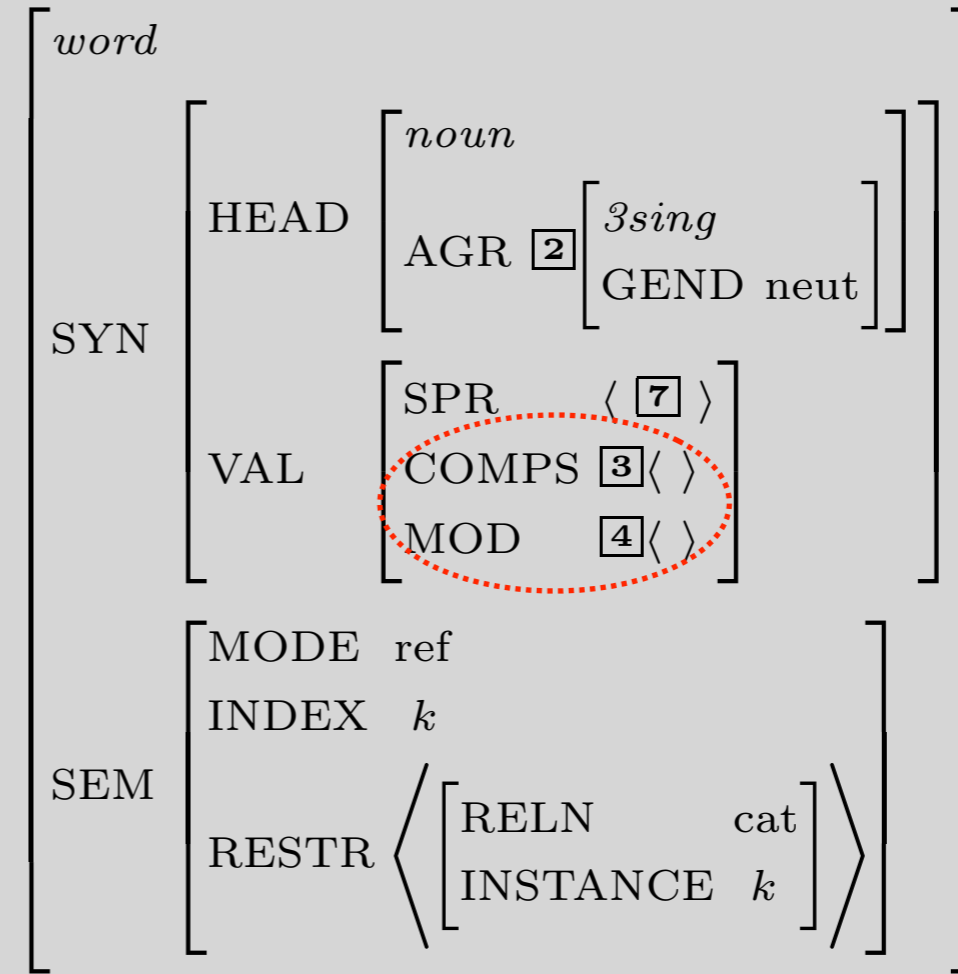 word
HEAD
noun
AGR 2
3sing
GEND neut
SYN
VAL
SPR ⟨ 7 ⟩
COMPS 3⟨ ⟩
MOD 4⟨ ⟩
SEM
MODE ref
INDEX k
RESTR
RELN cat
INSTANCE k